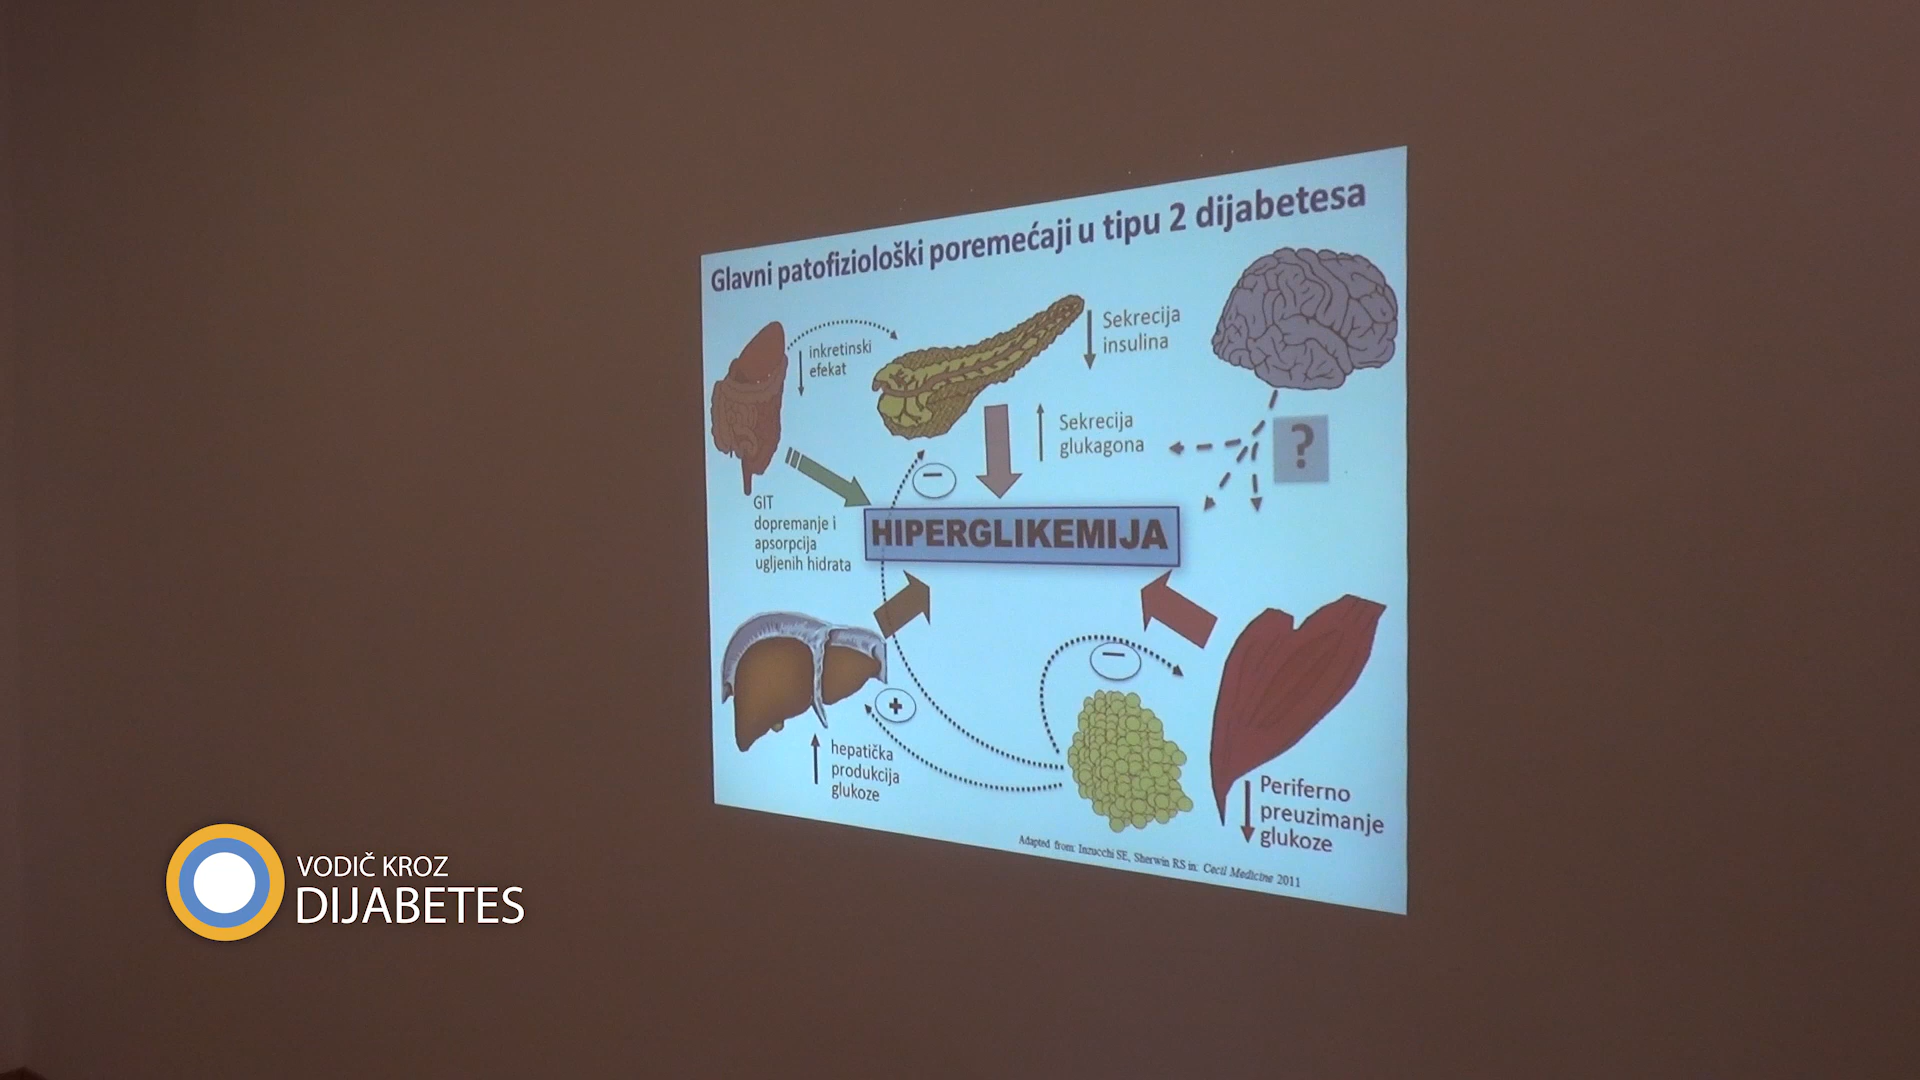 Glavni patofiziološki poremećaji u tipu 2 dijabetesa
inkretinski
efekat
Sekrecija
insulina
Sekrecija
glukagona
?
GIT
dopremanje i
apsorpcija
ugljenih hidrata
−
HIPERGLIKEMIJA
−
+
hepatička
produkcija
glukoze
Periferno
preuzimanje
glukoze
Adapted from: Inzucchi SE, Sherwin RS in: Cecil Medicine 2011
VODIČ KROZ
DIJABETES